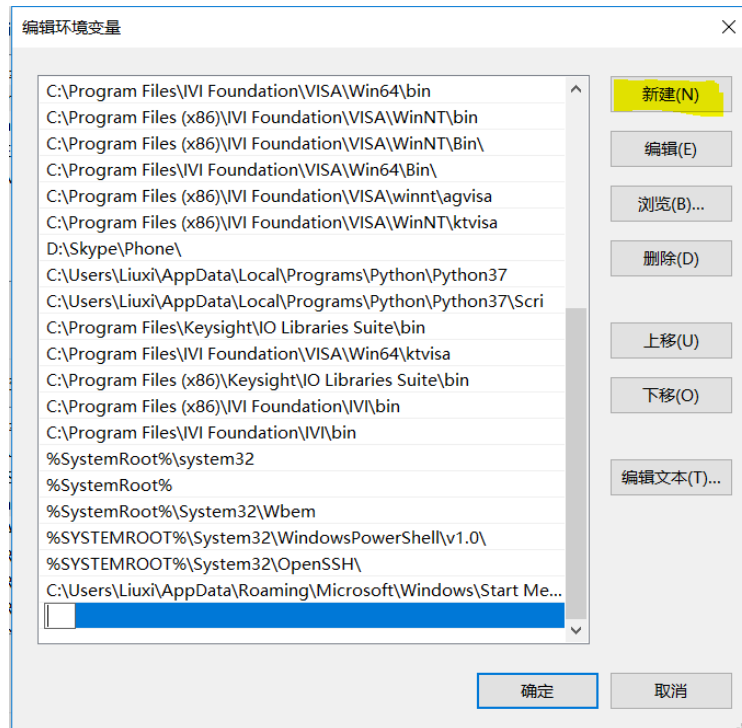 编辑环境变量
C:\Program Files\IVI Foundation\VISA\Win64\bin
C:\Program Files (x86)\IVI Foundation\VISA\WinNT\bin
C:\Program Files (x86)\IVI Foundation\VISA\WinNT\Bin\
C:\Program Files\IVI Foundation\VISA\Win64\Bin\
C:\Program Files (x86)\IVI Foundation\VISA\winnt\agvisa
C:\Program Files (x86)\IVI Foundation\VISA\WinNT\ktvisa
D:\Skype\Phone\
C:\Users\Liuxi\AppData\Local\Programs\Python\Python37
C:\Users\Liuxi\AppData\Local\Programs\Python\Python37\Scri
C:\Program Files\Keysight\IO Libraries Suite\bin
C:\Program Files\IVI Foundation\VISA\Win64\ktvisa
C:\Program Files (x86)\Keysight\IO Libraries Suite\bin
C:\Program Files (x86)\IVI Foundation\IVI\bin
C:\Program Files\IVI Foundation\IVI\bin
%SystemRoot%\system32
%SystemRoot%
%SystemRoot%\System32\Wbem
%SYSTEMROOT%\System32\WindowsPowerShell\v1.0\
%SYSTEMROOT%\System32\OpenSSH\
C:\Users\Liuxi\AppData\Roaming\Microsoft\Windows\Start Me...
新建(N)
编辑(E)
浏览(B)...
删除(D)
上移(U)
下移(O)
编辑文本(T)...
确定
取消